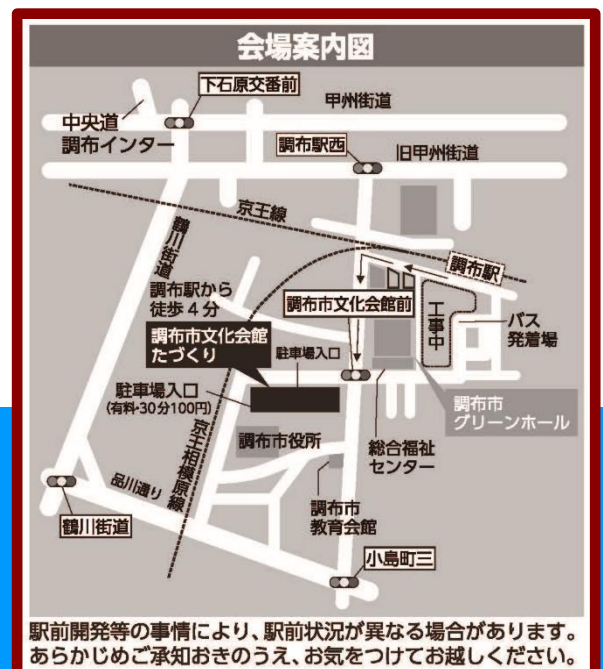 会場案内図
下石原交番前
甲州街道
中央道
調布インター
調布駅西
旧甲州街道
京王線
鶴川街道
調布駅
調布駅から
徒歩4分
調布市文化会館前
工事中
バス
発着場
調布市文化会館
たづくり
駐車場入口
駐車場入口
(有料・30分100円)
調布市
グリーンホール
調布市役所
総合福祉
センター
京王相模原線
品川通り
調布市
教育会館
鶴川街道
小島町三
駅前開発等の事情により、駅前状況が異なる場合があります。
あらかじめご承知おきのうえ、お気をつけてお越しください。